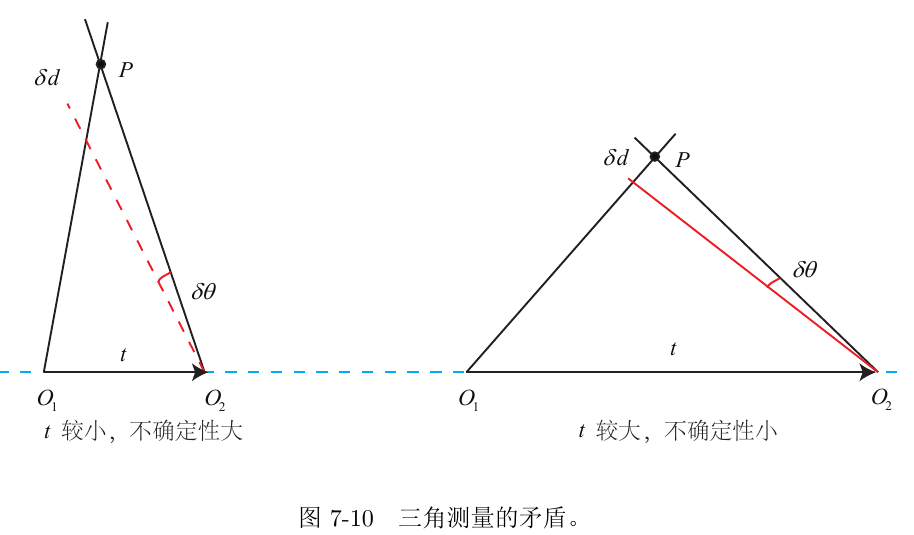 P
δd
δθ
t
O₁
O₂
t 较小，不确定性大
P
δd
δθ
t
O₁
O₂
t 较大，不确定性小
图 7-10 三角测量的矛盾。